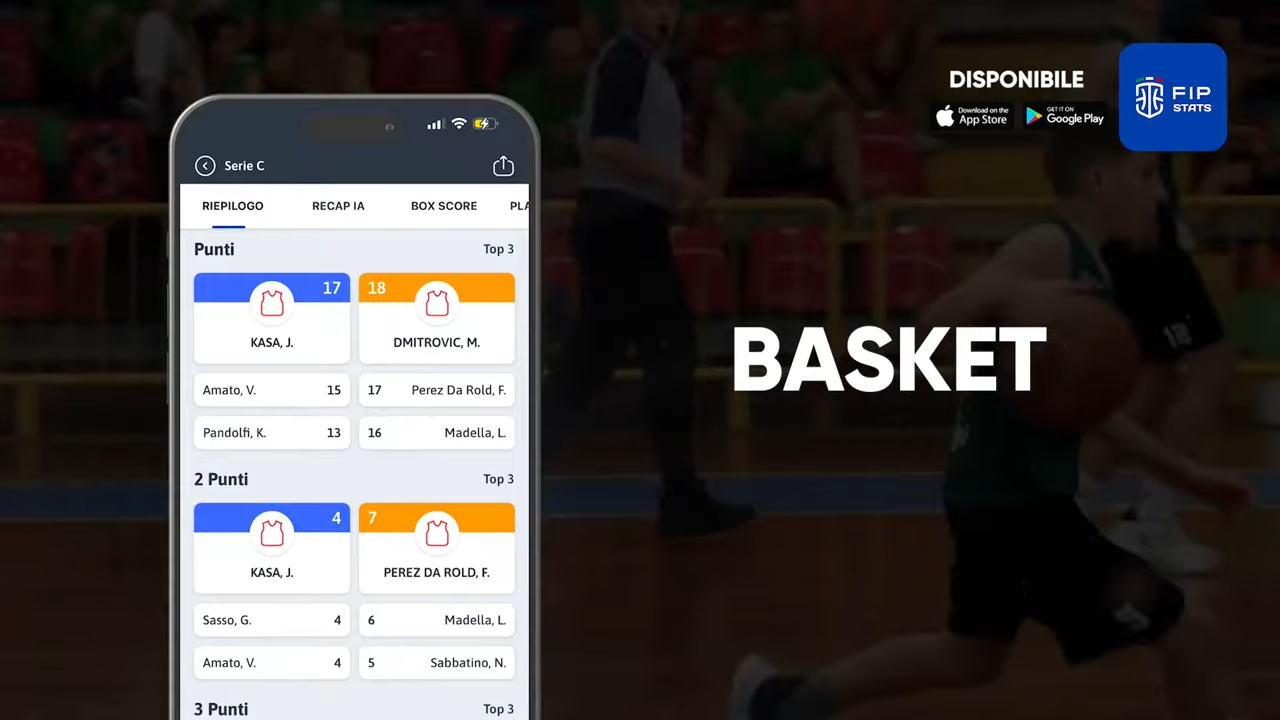 DISPONIBILE
Download on the
App Store
GET IT ON
Google Play
FIP
STATS
Serie C
RIEPILOGO
RECAP IA
BOX SCORE
PLA
Punti
Top 3
17
18
KASA, J.
DMITROVIC, M.
Amato, V.
15
17
Perez Da Rold, F.
Pandolfi, K.
13
16
Madella, L.
2 Punti
Top 3
4
7
KASA, J.
PEREZ DA ROLD, F.
Sasso, G.
4
6
Madella, L.
Amato, V.
4
5
Sabbatino, N.
3 Punti
Top 3
BASKET